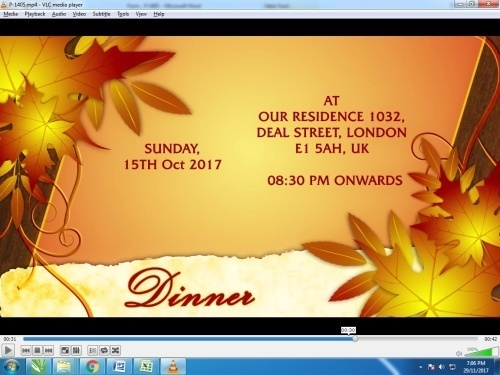 P-1405.mp4 - VLC media player
Media Playback Audio Video Subtitle Tools View Help
SUNDAY,
15TH Oct 2017
AT
OUR RESIDENCE 1032,
DEAL STREET, LONDON
E1 5AH, UK
08:30 PM ONWARDS
Dinner
00:30
00:31
00:42
100%
7:06 PM
29/11/2017